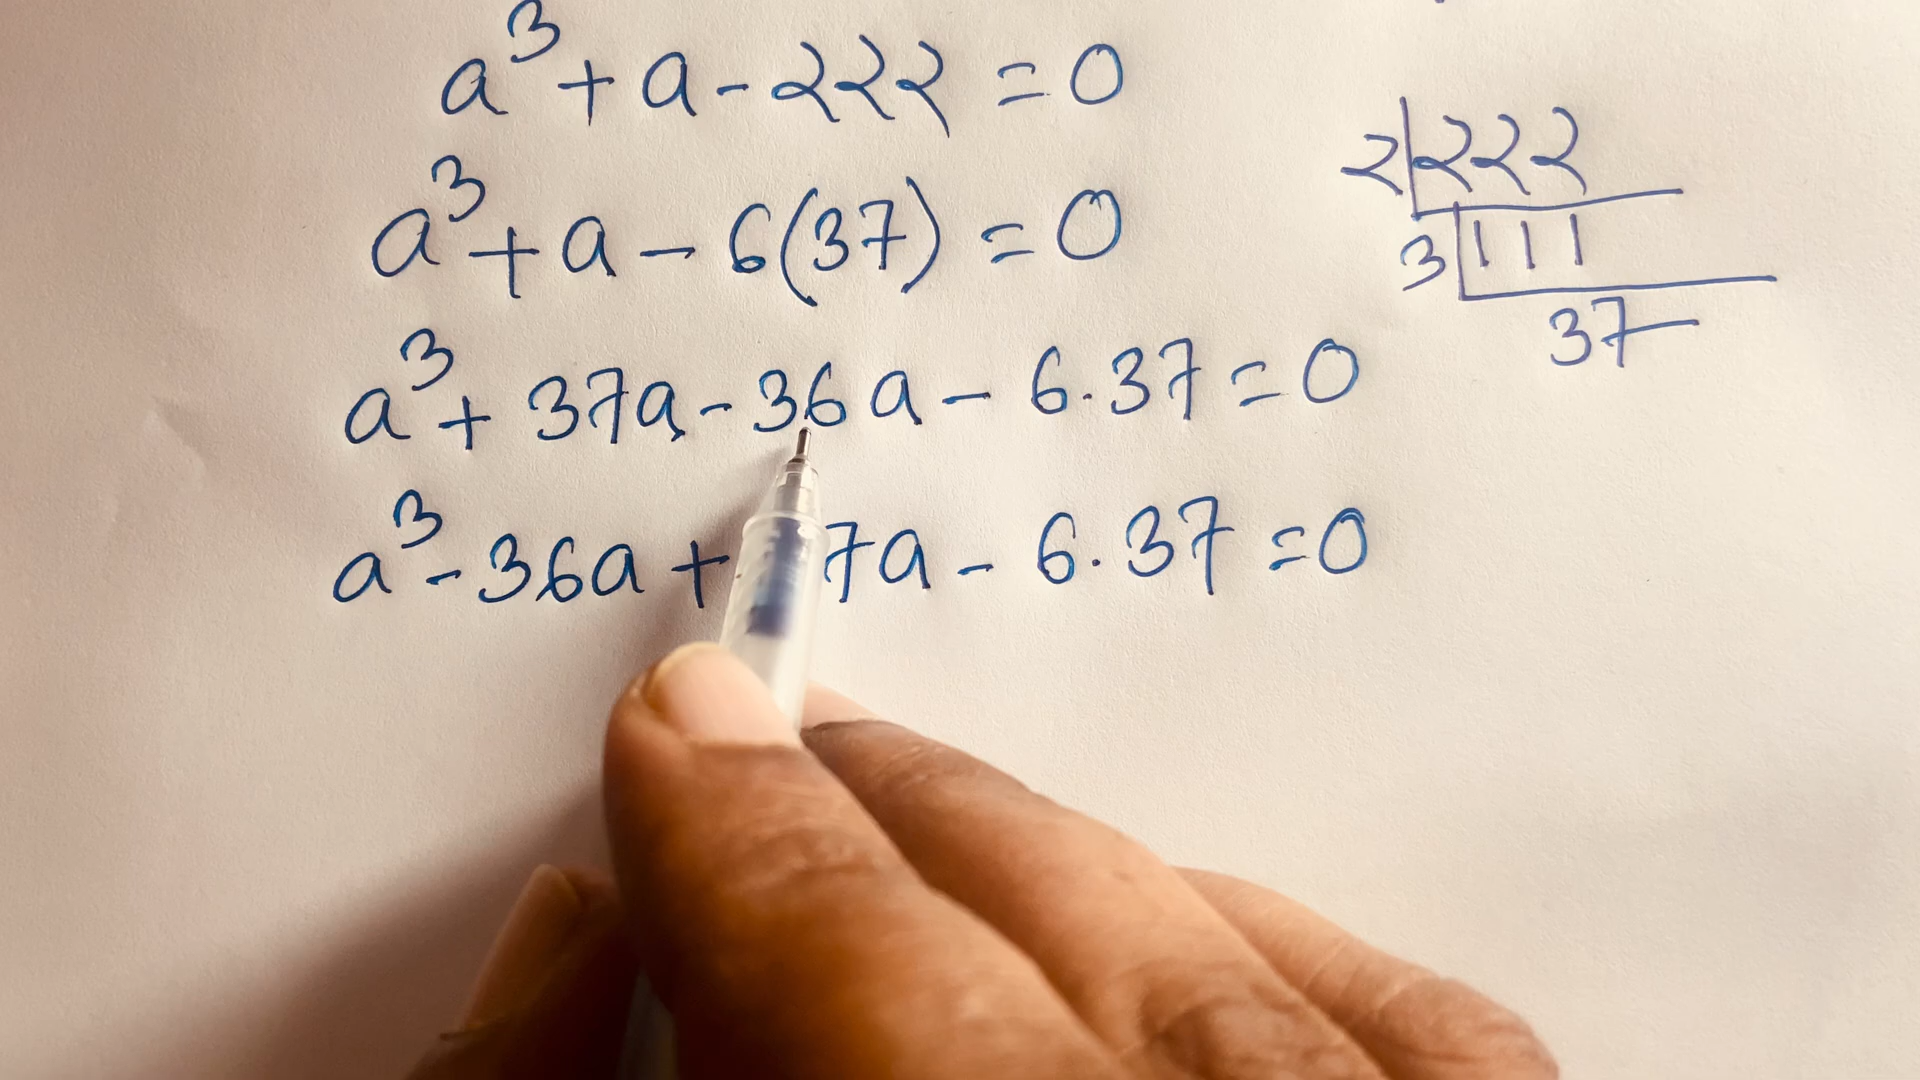 a³ + a - 222 = 0
a³ + a - 6(37) = 0
a³ + 37a - 36a - 6.37 = 0
a³ - 36a + 7a - 6.37 = 0
2|222
3|111
37